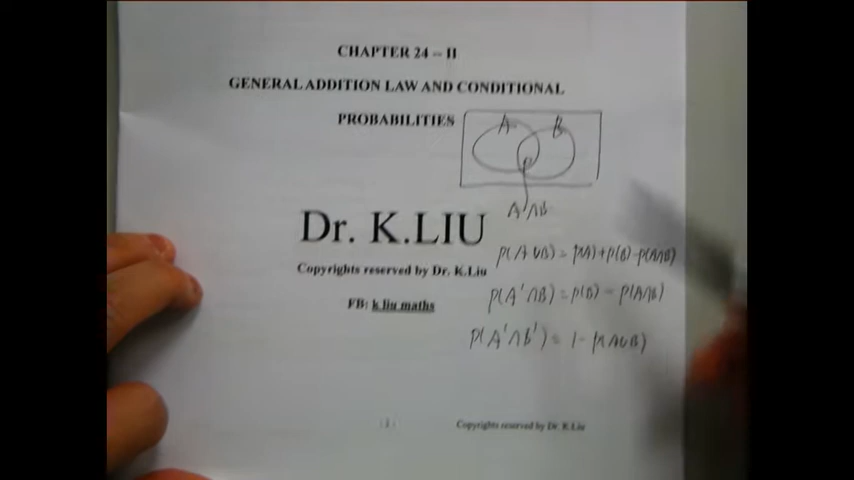 CHAPTER 24 – II
GENERAL ADDITION LAW AND CONDITIONAL
PROBABILITIES
A B
A'∩B
Dr. K.LIU
P(A∪B) = P(A)+P(B)-P(A∩B)
Copyrights reserved by Dr. K.Liu
P(A'∩B) = P(B) - P(A∩B)
FB: k liu maths
P(A'∩B') = 1 - P(A∪B)
1
Copyrights reserved by Dr. K.Liu